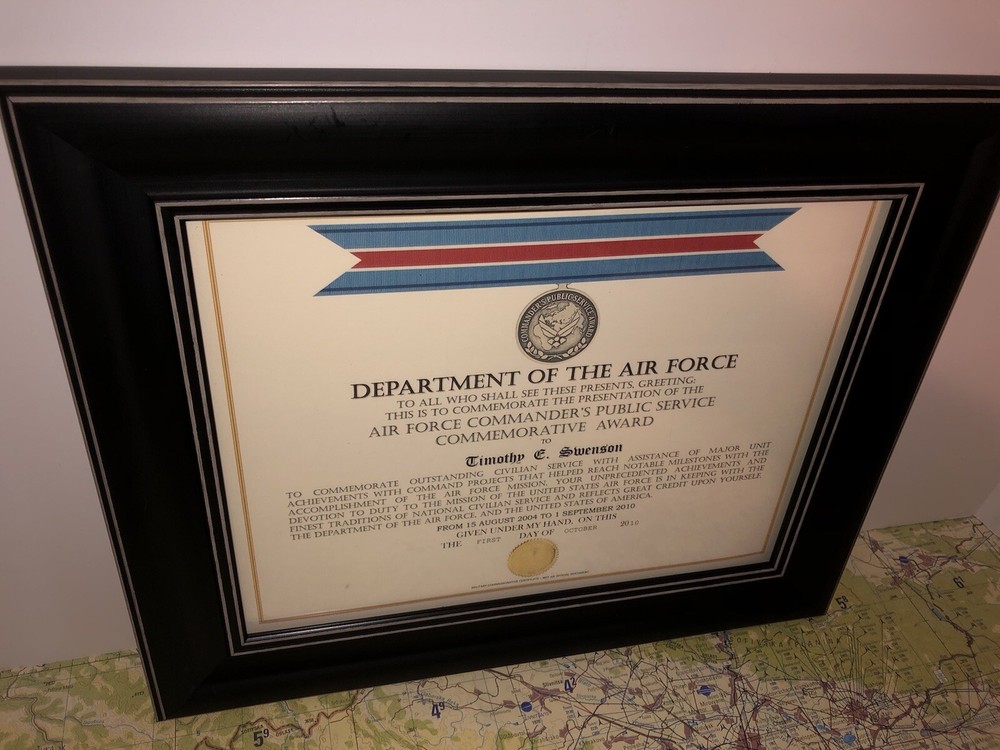 COMMANDER'S PUBLIC SERVICE AWARD
DEPARTMENT OF THE AIR FORCE
TO ALL WHO SHALL SEE THESE PRESENTS, GREETING:
THIS IS TO COMMEMORATE THE PRESENTATION OF THE
AIR FORCE COMMANDER'S PUBLIC SERVICE
COMMEMORATIVE AWARD
TO
Timothy E. Swenson
TO COMMEMORATE OUTSTANDING CIVILIAN SERVICE WITH ASSISTANCE OF MAJOR UNIT
ACHIEVEMENTS WITH COMMAND PROJECTS THAT HELPED REACH NOTABLE MILESTONES WITH THE
ACCOMPLISHMENT OF THE AIR FORCE MISSION, YOUR UNPRECEDENTED ACHIEVEMENTS AND
DEVOTION TO DUTY TO THE MISSION OF THE UNITED STATES AIR FORCE IS IN KEEPING WITH THE
FINEST TRADITIONS OF NATIONAL CIVILIAN SERVICE AND REFLECTS GREAT CREDIT UPON YOURSELF,
THE DEPARTMENT OF THE AIR FORCE, AND THE UNITED STATES OF AMERICA.
FROM 15 AUGUST 2004 TO 1 SEPTEMBER 2010
GIVEN UNDER MY HAND, ON THIS
THE FIRST DAY OF OCTOBER 2010
5⁹
4⁹
4²
5²
6¹